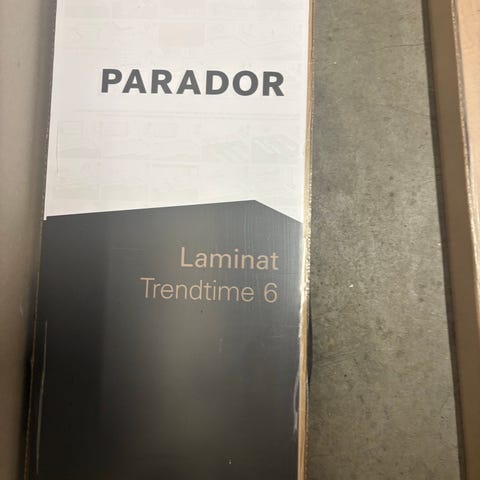 PARADOR
Laminat
Trendtime 6